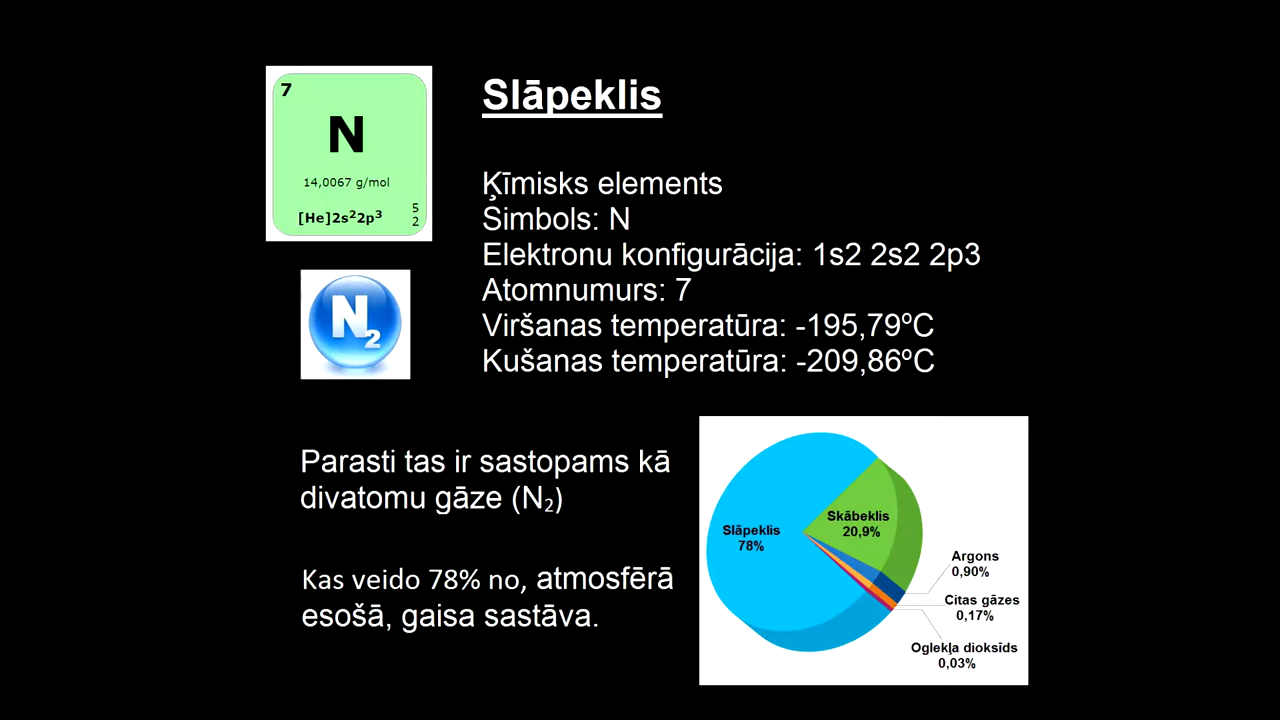 7
N
14,0067 g/mol
[He]2s²2p³
5
2
Slāpeklis
Ķīmisks elements
Simbols: N
Elektronu konfigurācija: 1s2 2s2 2p3
Atomnumurs: 7
Viršanas temperatūra: -195,79ºC
Kušanas temperatūra: -209,86ºC
N₂
Parasti tas ir sastopams kā
divatomu gāze (N₂)
Kas veido 78% no, atmosfērā
esošā, gaisa sastāva.
Slāpeklis
78%
Skābeklis
20,9%
Argons
0,90%
Citas gāzes
0,17%
Oglekļa dioksīds
0,03%